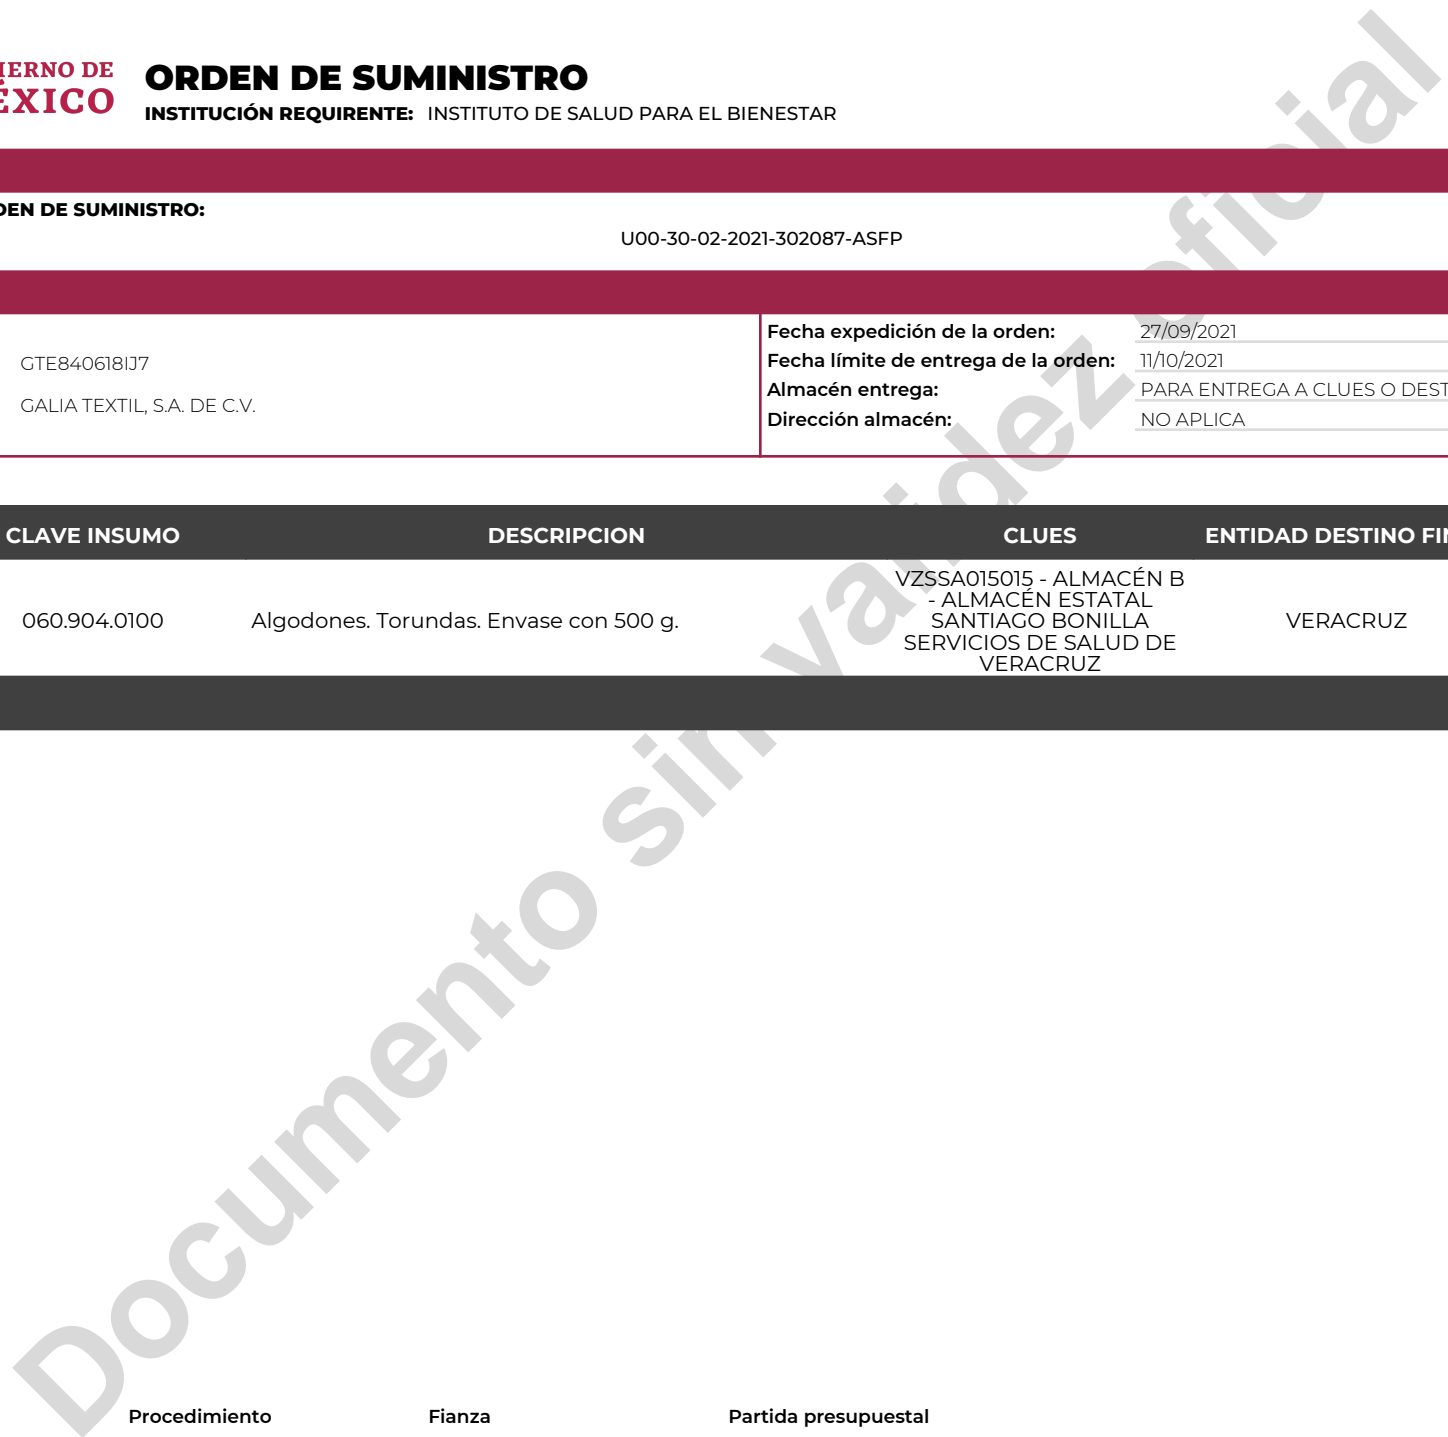 IERNO DE
ÉXICO
ORDEN DE SUMINISTRO
INSTITUCIÓN REQUIRENTE: INSTITUTO DE SALUD PARA EL BIENESTAR
DEN DE SUMINISTRO:
U00-30-02-2021-302087-ASFP
GTE840618IJ7
GALIA TEXTIL, S.A. DE C.V.
Fecha expedición de la orden: 27/09/2021
Fecha límite de entrega de la orden: 11/10/2021
Almacén entrega: PARA ENTREGA A CLUES O DEST
Dirección almacén: NO APLICA
CLAVE INSUMO DESCRIPCION CLUES ENTIDAD DESTINO FIN
060.904.0100 Algodones. Torundas. Envase con 500 g.
VZSSA015015 - ALMACÉN B
- ALMACÉN ESTATAL
SANTIAGO BONILLA
SERVICIOS DE SALUD DE
VERACRUZ
VERACRUZ
Documento sin validez oficial
Procedimiento Fianza Partida presupuestal